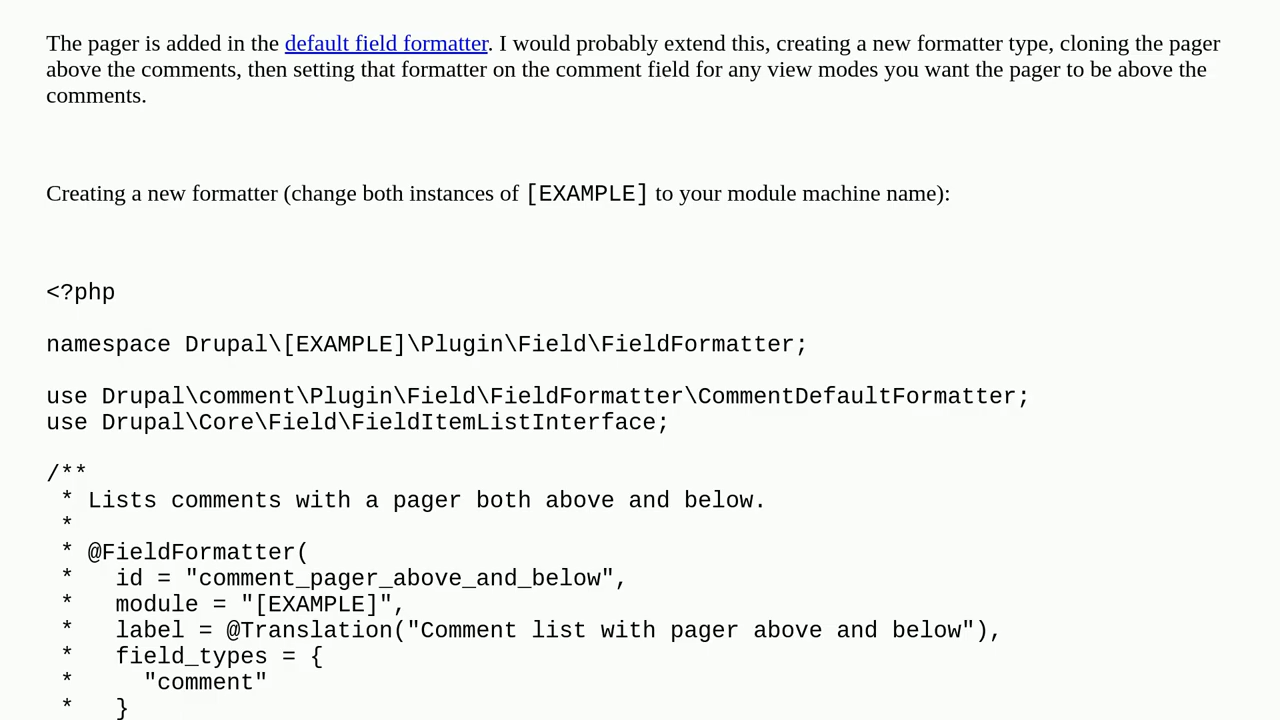 The pager is added in the default field formatter. I would probably extend this, creating a new formatter type, cloning the pager
above the comments, then setting that formatter on the comment field for any view modes you want the pager to be above the
comments.
Creating a new formatter (change both instances of [EXAMPLE] to your module machine name):
<?php
namespace Drupal\[EXAMPLE]\Plugin\Field\FieldFormatter;
use Drupal\comment\Plugin\Field\FieldFormatter\CommentDefaultFormatter;
use Drupal\Core\Field\FieldItemListInterface;
/**
 * Lists comments with a pager both above and below.
 *
 * @FieldFormatter(
 *   id = "comment_pager_above_and_below",
 *   module = "[EXAMPLE]",
 *   label = @Translation("Comment list with pager above and below"),
 *   field_types = {
 *     "comment"
 *   }